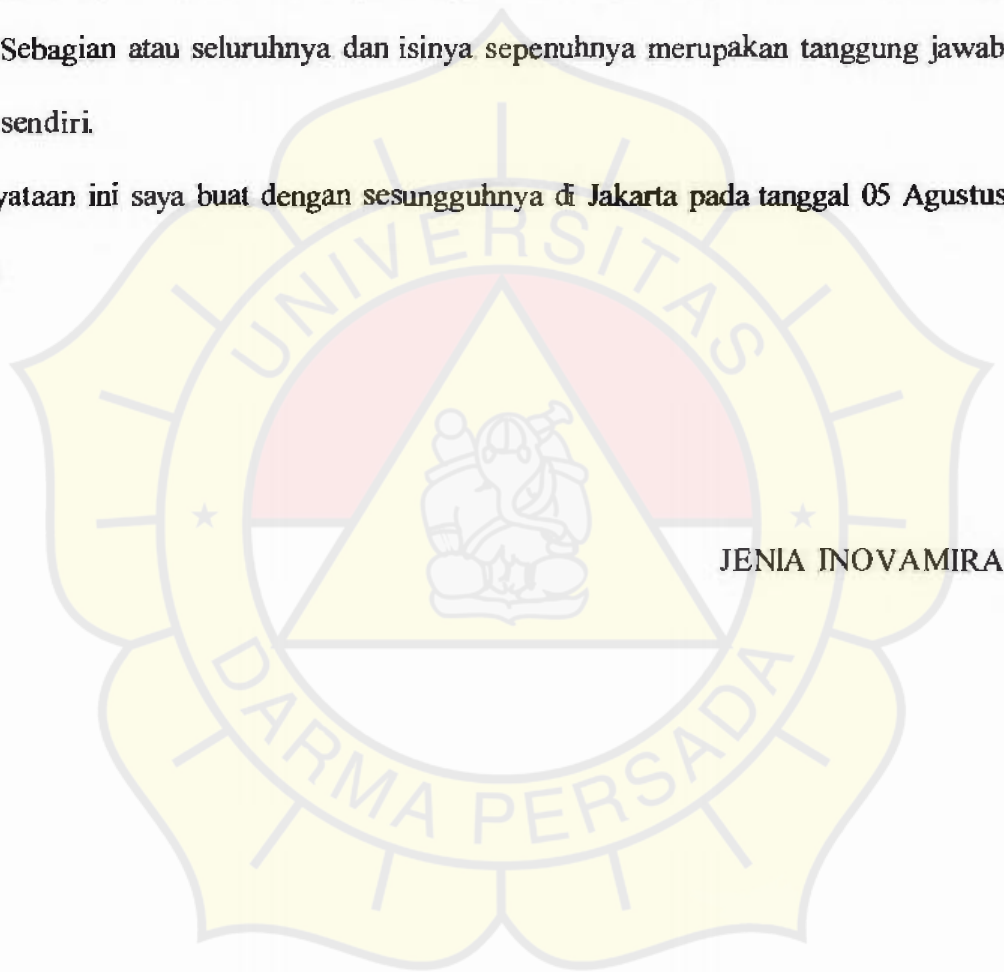 Sebagian atau seluruhnya dan isinya sepenuhnya merupakan tanggung jawab
sendiri.
yataan ini saya buat dengan sesungguhnya di Jakarta pada tanggal 05 Agustus
UNIVERSITAS
JENIA INOVAMIRA
DARMA PERSADA